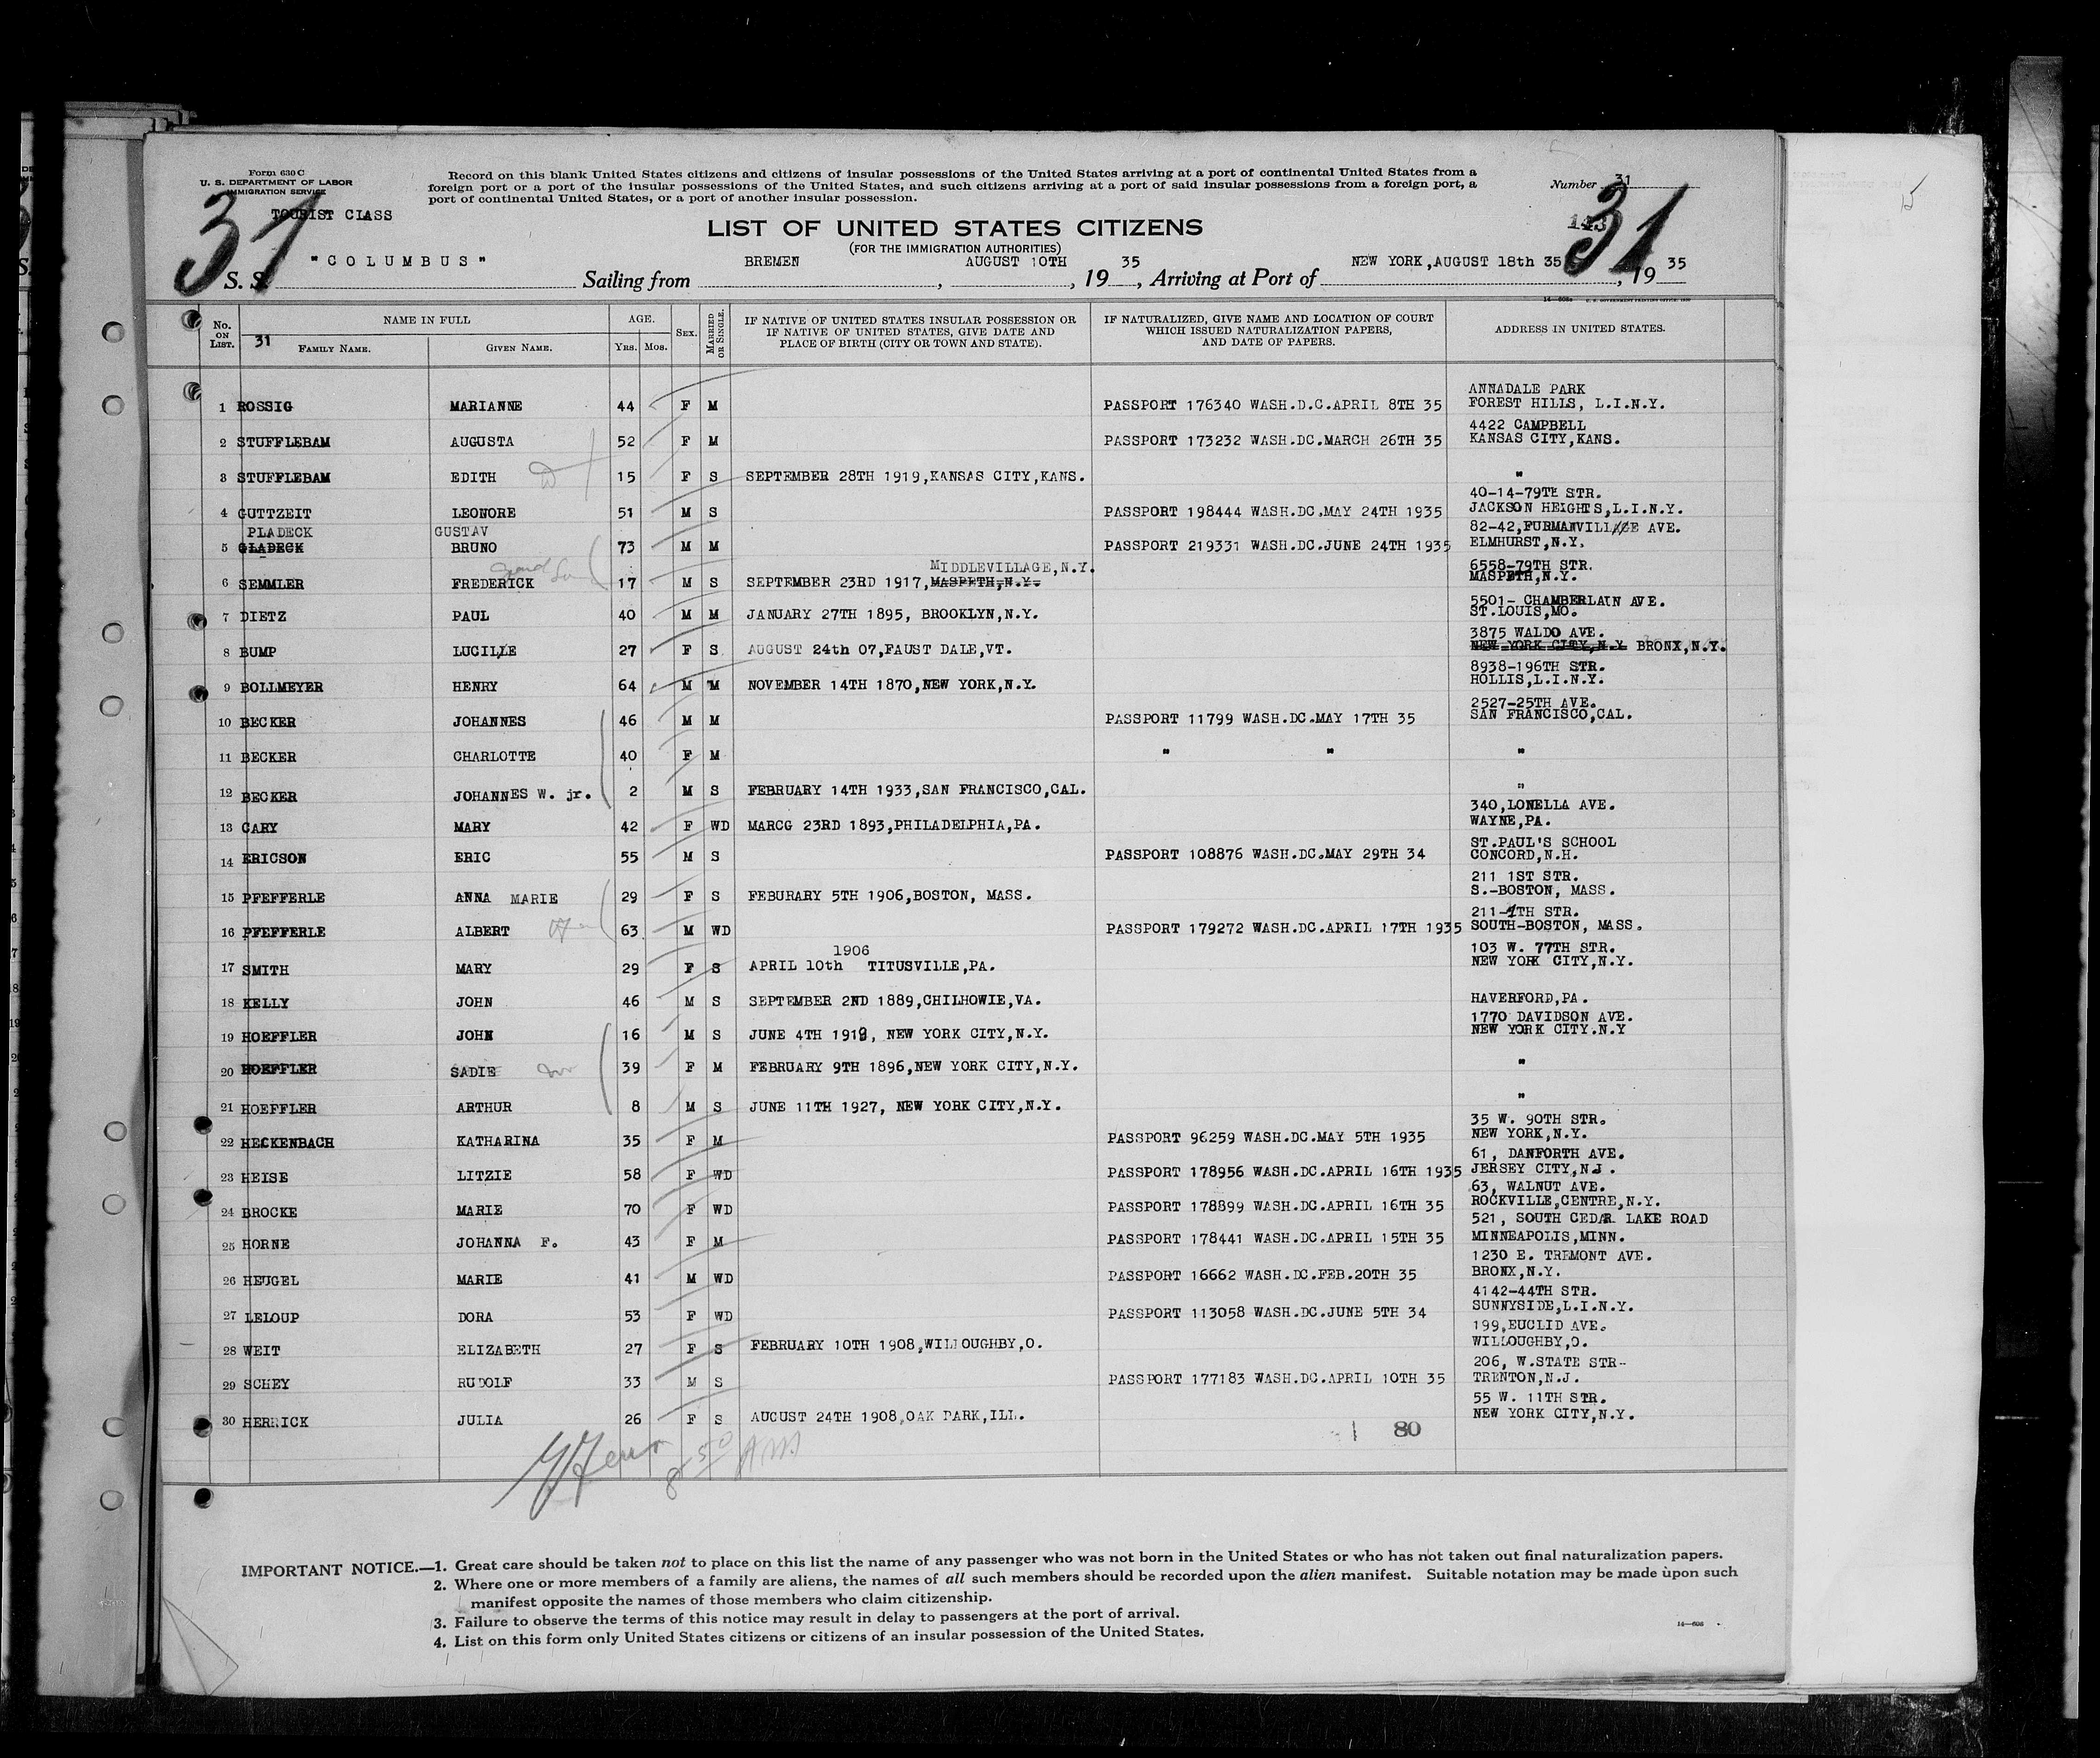 Form 630 C
U. S. DEPARTMENT OF LABOR
IMMIGRATION SERVICE
TOURIST CLASS
31
Record on this blank United States citizens and citizens of insular possessions of the United States arriving at a port of continental United States from a
foreign port or a port of the insular possessions of the United States, and such citizens arriving at a port of said insular possessions from a foreign port, a
port of continental United States, or a port of another insular possession.
Number 31
143
31
LIST OF UNITED STATES CITIZENS
(FOR THE IMMIGRATION AUTHORITIES)
S. S. "COLUMBUS" Sailing from BREMEN, AUGUST 10TH, 19 35, Arriving at Port of NEW YORK, AUGUST 18th 35, 19 35
No. ON LIST. NAME IN FULL AGE. SEX. MARRIED OR SINGLE. IF NATIVE OF UNITED STATES INSULAR POSSESSION OR IF NATIVE OF UNITED STATES, GIVE DATE AND PLACE OF BIRTH (CITY OR TOWN AND STATE). IF NATURALIZED, GIVE NAME AND LOCATION OF COURT WHICH ISSUED NATURALIZATION PAPERS, AND DATE OF PAPERS. ADDRESS IN UNITED STATES.
31 FAMILY NAME. GIVEN NAME. YRS. MOS.
ANNADALE PARK
1 ROSSIG MARIANNE 44 F M PASSPORT 176340 WASH.D.C.APRIL 8TH 35 FOREST HILLS, L.I.N.Y.
4422 CAMPBELL
2 STUFFLEBAM AUGUSTA 52 F M PASSPORT 173232 WASH.DC.MARCH 26TH 35 KANSAS CITY,KANS.
3 STUFFLEBAM EDITH 15 F S SEPTEMBER 28TH 1919,KANSAS CITY,KANS. "
40-14-79TH STR.
4 GUTTZEIT LEONORE 51 M S PASSPORT 198444 WASH.DC.MAY 24TH 1935 JACKSON HEIGHTS,L.I.N.Y.
PLADECK GUSTAV 82-42,FURMANVILLE AVE.
5 GLADECK BRUNO 73 M M PASSPORT 219331 WASH.DC.JUNE 24TH 1935 ELMHURST,N.Y.
Grand Son MIDDLEVILLAGE,N.Y. 6558-79TH STR.
6 SEMMLER FREDERICK 17 M S SEPTEMBER 23RD 1917,MASPETH,N.Y. MASPETH,N.Y.
5501- CHAMBERLAIN AVE.
7 DIETZ PAUL 40 M M JANUARY 27TH 1895, BROOKLYN,N.Y. ST.LOUIS,MO.
3875 WALDO AVE.
8 BUMP LUCILLE 27 F S AUGUST 24th 07,FAUST DALE,VT. NEW YORK CITY,N.Y BRONX,N.Y.
8938-196TH STR.
9 BOLLMEYER HENRY 64 M M NOVEMBER 14TH 1870,NEW YORK,N.Y. HOLLIS,L.I.N.Y.
2527-25TH AVE.
10 BECKER JOHANNES 46 M M PASSPORT 11799 WASH.DC.MAY 17TH 35 SAN FRANCISCO,CAL.
11 BECKER CHARLOTTE 40 F M " " "
12 BECKER JOHANNES W. jr. 2 M S FEBRUARY 14TH 1933,SAN FRANCISCO,CAL. "
340,LONELLA AVE.
13 CARY MARY 42 F WD MARCG 23RD 1893,PHILADELPHIA,PA. WAYNE,PA.
ST.PAUL'S SCHOOL
14 ERICSON ERIC 55 M S PASSPORT 108876 WASH.DC.MAY 29TH 34 CONCORD,N.H.
211 1ST STR.
15 PFEFFERLE ANNA MARIE 29 F S FEBURARY 5TH 1906,BOSTON, MASS. S.-BOSTON, MASS.
211-1TH STR.
16 PFEFFERLE ALBERT 63 M WD PASSPORT 179272 WASH.DC.APRIL 17TH 1935 SOUTH-BOSTON, MASS.
1906 103 W. 77TH STR.
17 SMITH MARY 29 F S APRIL 10th TITUSVILLE,PA. NEW YORK CITY,N.Y.
18 KELLY JOHN 46 M S SEPTEMBER 2ND 1889,CHILHOWIE,VA. HAVERFORD,PA.
1770 DAVIDSON AVE.
19 HOEFFLER JOHN 16 M S JUNE 4TH 1919, NEW YORK CITY,N.Y. NEW YORK CITY.N.Y
20 HOEFFLER SADIE 39 F M FEBRUARY 9TH 1896,NEW YORK CITY,N.Y. "
21 HOEFFLER ARTHUR 8 M S JUNE 11TH 1927, NEW YORK CITY,N.Y. "
35 W. 90TH STR.
22 HECKENBACH KATHARINA 35 F M PASSPORT 96259 WASH.DC.MAY 5TH 1935 NEW YORK,N.Y.
61, DANFORTH AVE.
23 HEISE LITZIE 58 F WD PASSPORT 178956 WASH.DC.APRIL 16TH 1935 JERSEY CITY,N.J.
63, WALNUT AVE.
24 BROCKE MARIE 70 F WD PASSPORT 178899 WASH.DC.APRIL 16TH 35 ROCKVILLE,CENTRE,N.Y.
521, SOUTH CEDAR LAKE ROAD
25 HORNE JOHANNA F. 43 F M PASSPORT 178441 WASH.DC.APRIL 15TH 35 MINNEAPOLIS,MINN.
1230 E. TREMONT AVE.
26 HEUGEL MARIE 41 M WD PASSPORT 16662 WASH.DC.FEB.20TH 35 BRONX,N.Y.
4142-44TH STR.
27 LELOUP DORA 53 F WD PASSPORT 113058 WASH.DC.JUNE 5TH 34 SUNNYSIDE,L.I.N.Y.
199,EUCLID AVE.
28 WEIT ELIZABETH 27 F S FEBRUARY 10TH 1908,WILLOUGHBY,O. WILLOUGHBY,O.
206, W.STATE STR-
29 SCHEY RUDOLF 33 M S PASSPORT 177183 WASH.DC.APRIL 10TH 35 TRENTON,N.J.
55 W. 11TH STR.
30 HERRICK JULIA 26 F S AUGUST 24TH 1908,OAK PARK,ILL. NEW YORK CITY,N.Y.
80
8:50 AM
IMPORTANT NOTICE.—1. Great care should be taken not to place on this list the name of any passenger who was not born in the United States or who has not taken out final naturalization papers.
2. Where one or more members of a family are aliens, the names of all such members should be recorded upon the alien manifest. Suitable notation may be made upon such
manifest opposite the names of those members who claim citizenship.
3. Failure to observe the terms of this notice may result in delay to passengers at the port of arrival.
4. List on this form only United States citizens or citizens of an insular possession of the United States.